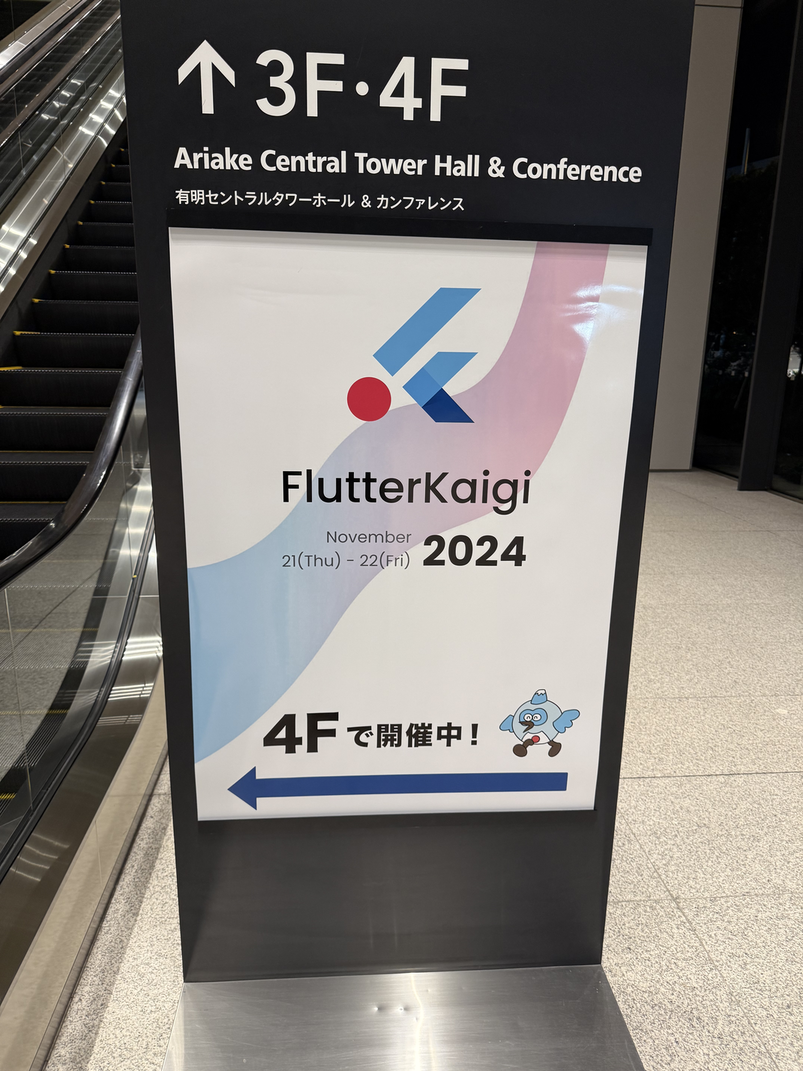 3F・4F
Ariake Central Tower Hall & Conference
有明セントラルタワーホール & カンファレンス
FlutterKaigi
November
21(Thu) - 22(Fri) 2024
4Fで開催中!